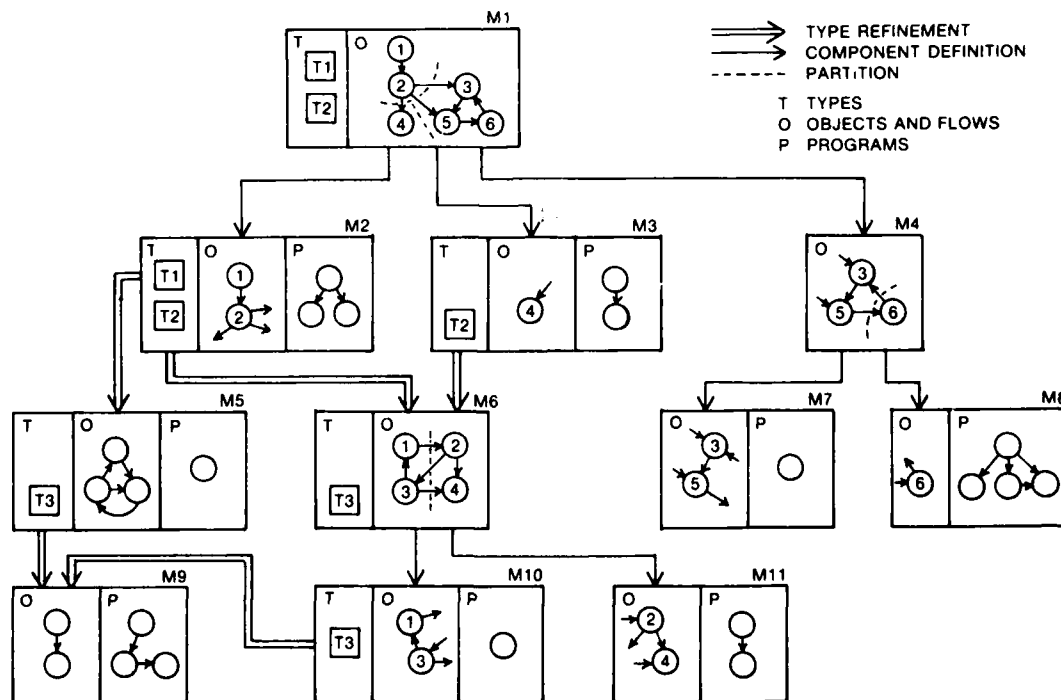 M1
T
O
T1
T2
1
2
3
4
5
6
TYPE REFINEMENT
COMPONENT DEFINITION
PARTITION
T TYPES
O OBJECTS AND FLOWS
P PROGRAMS
M2
T
O
P
T1
T2
1
2
M3
T
O
P
T2
4
M4
O
3
5
6
M5
T
O
P
T3
M6
T
O
T3
1
2
3
4
M7
O
P
3
5
M8
O
P
6
M9
O
P
M10
T
O
P
T3
1
3
M11
O
P
2
4